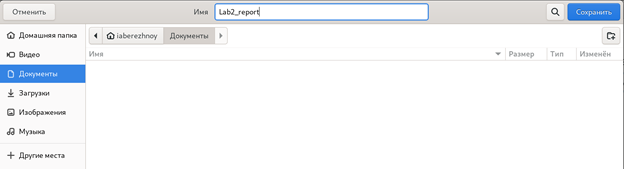 Отменить Имя Lab2_report Сохранить
Домашняя папка
Видео
Документы
Загрузки
Изображения
Музыка
Другие места
iaberezhnoy Документы
Имя Размер Тип Изменён